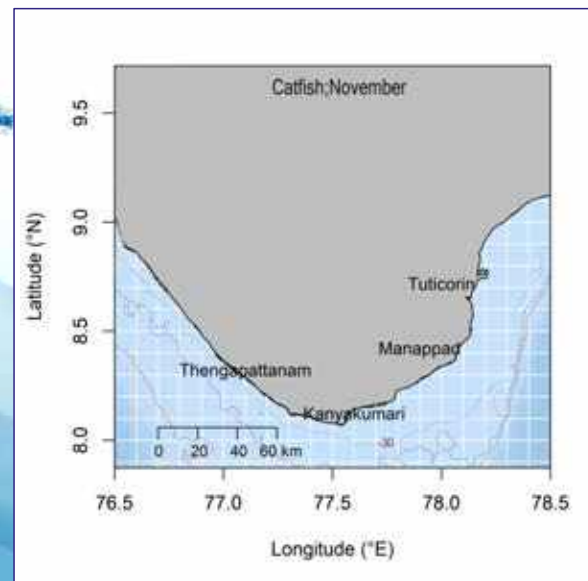 Catfish;November
9.5
9.0
8.5
8.0
Latitude (°N)
Tuticorin
Manappad
Thengapattanam
Kanyakumari
-30
0 20 40 60 km
76.5 77.0 77.5 78.0 78.5
Longitude (°E)